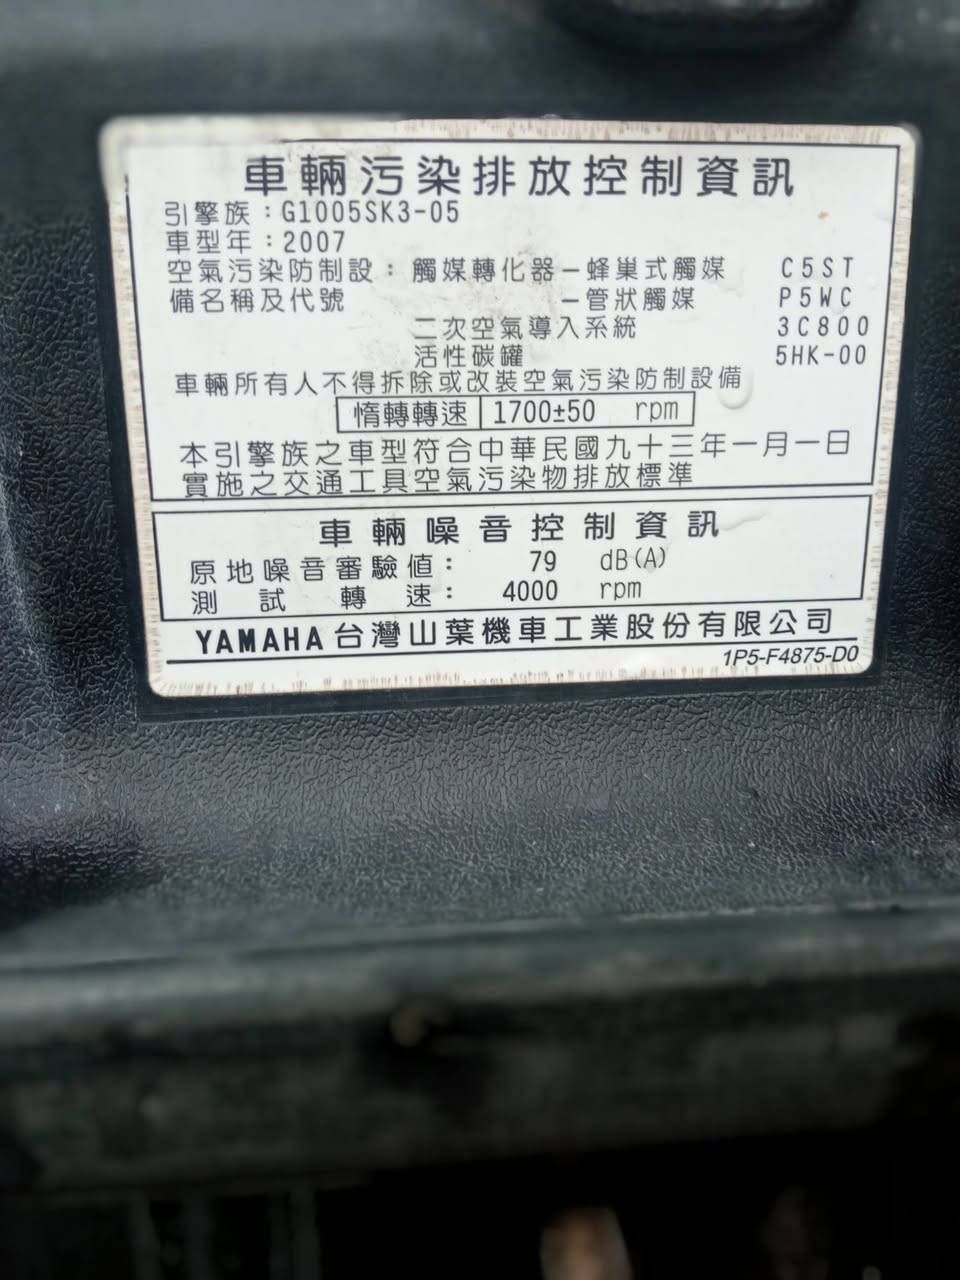 車輛污染排放控制資訊
引擎族：G1005SK3-05
車型年：2007
空氣污染防制設：觸媒轉化器－蜂巢式觸媒 C5ST
備名稱及代號 －管狀觸媒 P5WC
二次空氣導入系統 3C800
活性碳罐 5HK-00
車輛所有人不得拆除或改裝空氣污染防制設備
惰轉轉速 1700±50 rpm
本引擎族之車型符合中華民國九十三年一月一日
實施之交通工具空氣污染物排放標準
車輛噪音控制資訊
原地噪音審驗值： 79 dB(A)
測試轉速： 4000 rpm
YAMAHA台灣山葉機車工業股份有限公司
1P5-F4875-D0